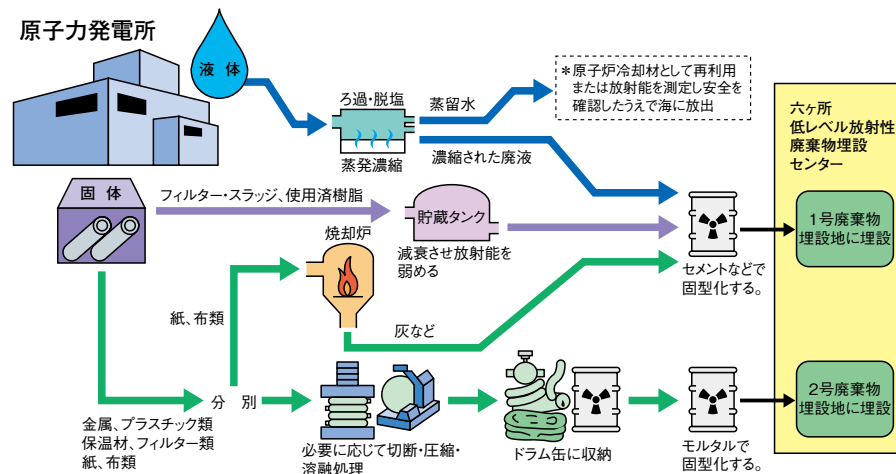 原子力発電所
液体
ろ過・脱塩
蒸発濃縮
蒸留水
濃縮された廃液
＊原子炉冷却材として再利用
または放射能を測定し安全を
確認したうえで海に放出
六ヶ所
低レベル放射性
廃棄物埋設
センター
固体
フィルター・スラッジ、使用済樹脂
貯蔵タンク
減衰させ放射能を
弱める
セメントなどで
固型化する。
1号廃棄物
埋設地に埋設
焼却炉
紙、布類
灰など
分別
金属、プラスチック類
保温材、フィルター類
紙、布類
必要に応じて切断・圧縮・
溶融処理
ドラム缶に収納
モルタルで
固型化する。
2号廃棄物
埋設地に埋設